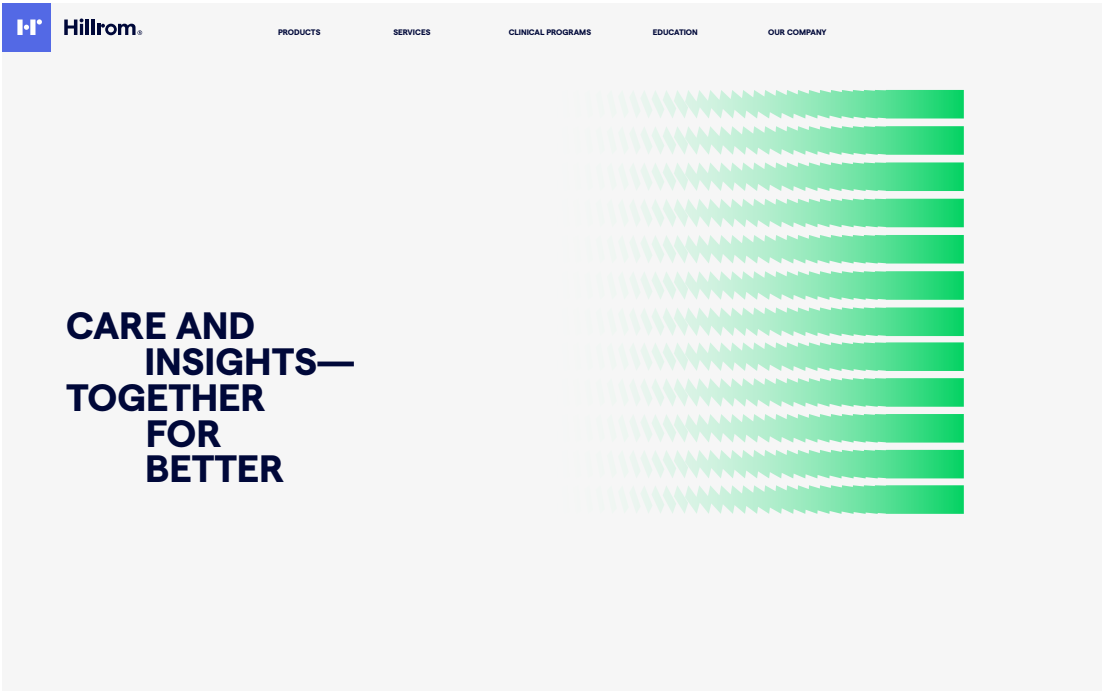 Hillrom®
PRODUCTS SERVICES CLINICAL PROGRAMS EDUCATION OUR COMPANY
CARE AND
INSIGHTS—
TOGETHER
FOR
BETTER